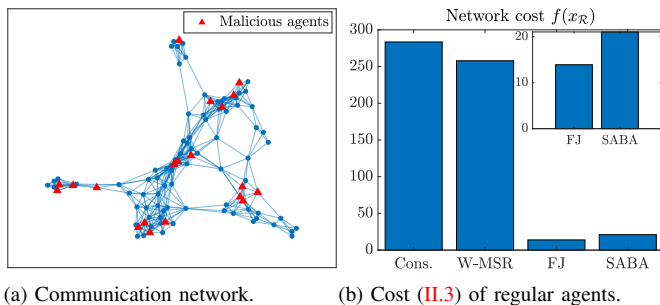 Malicious agents
(a) Communication network.
Network cost f(x_ℛ)
300
250
200
150
100
50
0
Cons. W-MSR FJ SABA
20
10
0
FJ SABA
(b) Cost (II.3) of regular agents.